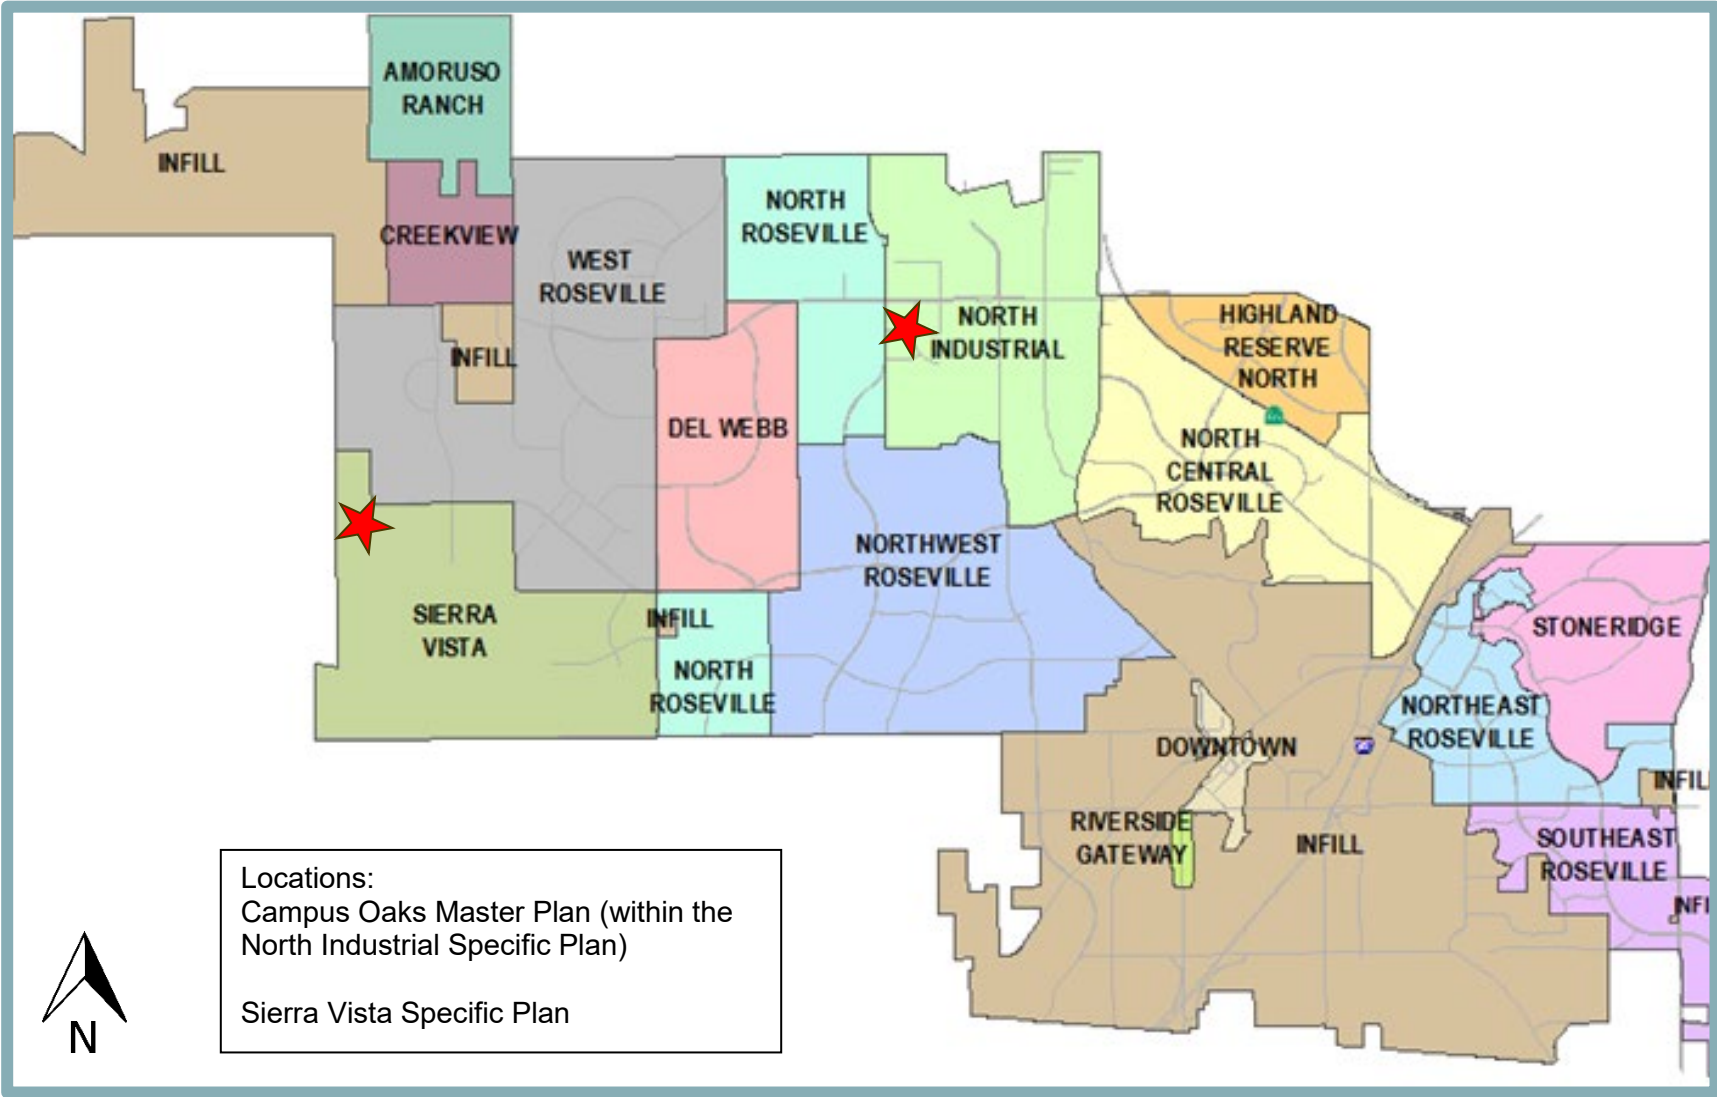 AMORUSO
RANCH
INFILL
CREEKVIEW
WEST
ROSEVILLE
NORTH
ROSEVILLE
NORTH
INDUSTRIAL
HIGHLAND
RESERVE
NORTH
INFILL
DEL WEBB
NORTH
CENTRAL
ROSEVILLE
NORTHWEST
ROSEVILLE
SIERRA
VISTA
INFILL
NORTH
ROSEVILLE
STONERIDGE
NORTHEAST
ROSEVILLE
DOWNTOWN
INFIL
RIVERSIDE
GATEWAY
INFILL
SOUTHEAST
ROSEVILLE
INFI
Locations:
Campus Oaks Master Plan (within the
North Industrial Specific Plan)
Sierra Vista Specific Plan
N